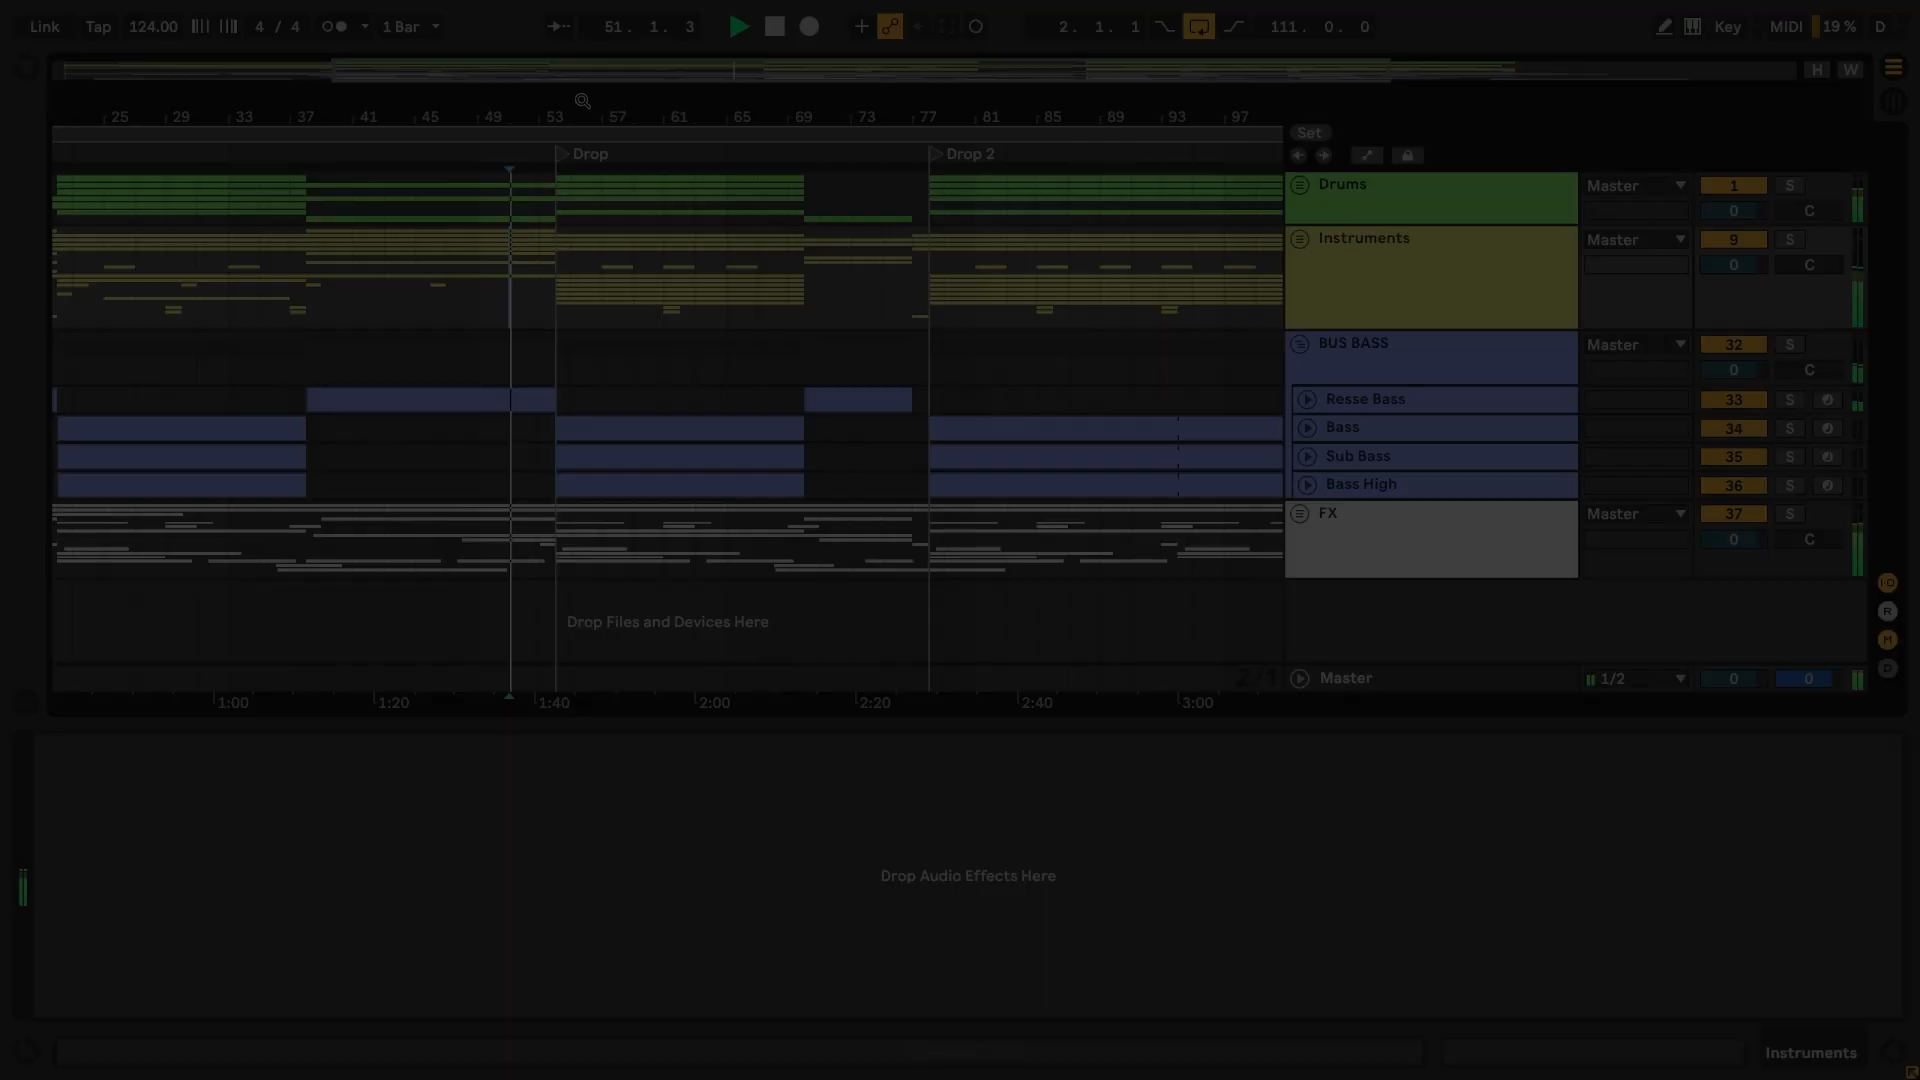 Link Tap 124.00 4 / 4 1 Bar 51. 1. 3 2. 1. 1 111. 0. 0 Key MIDI 19 % D
H W
25 29 33 37 41 45 49 53 57 61 65 69 73 77 81 85 89 93 97
Set
Drop Drop 2
Drums Master 1 S
0 C
Instruments Master 9 S
0 C
BUS BASS Master 32 S
0 C
Resse Bass 33 S
Bass 34 S
Sub Bass 35 S
Bass High 36 S
FX Master 37 S
0 C
I·O
R
Drop Files and Devices Here
M
D
2/1 Master 1/2 0 0
1:00 1:20 1:40 2:00 2:20 2:40 3:00
Drop Audio Effects Here
Instruments